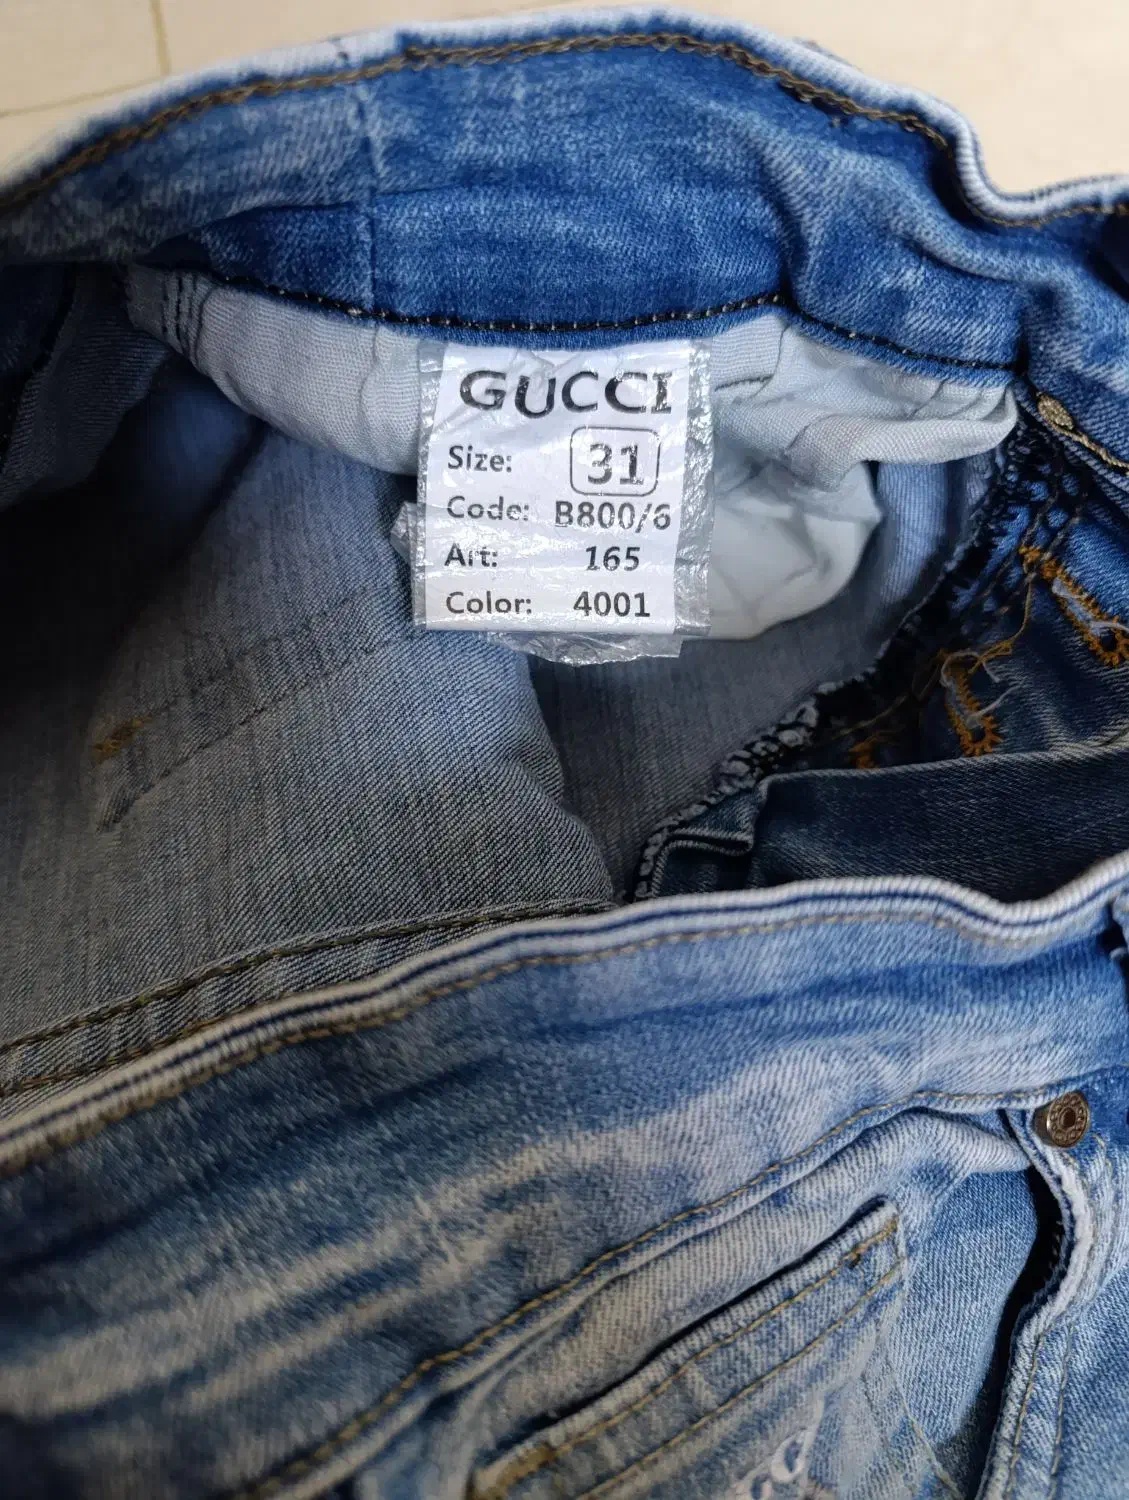 GUCCI
Size: 31
Code: B800/6
Art: 165
Color: 4001